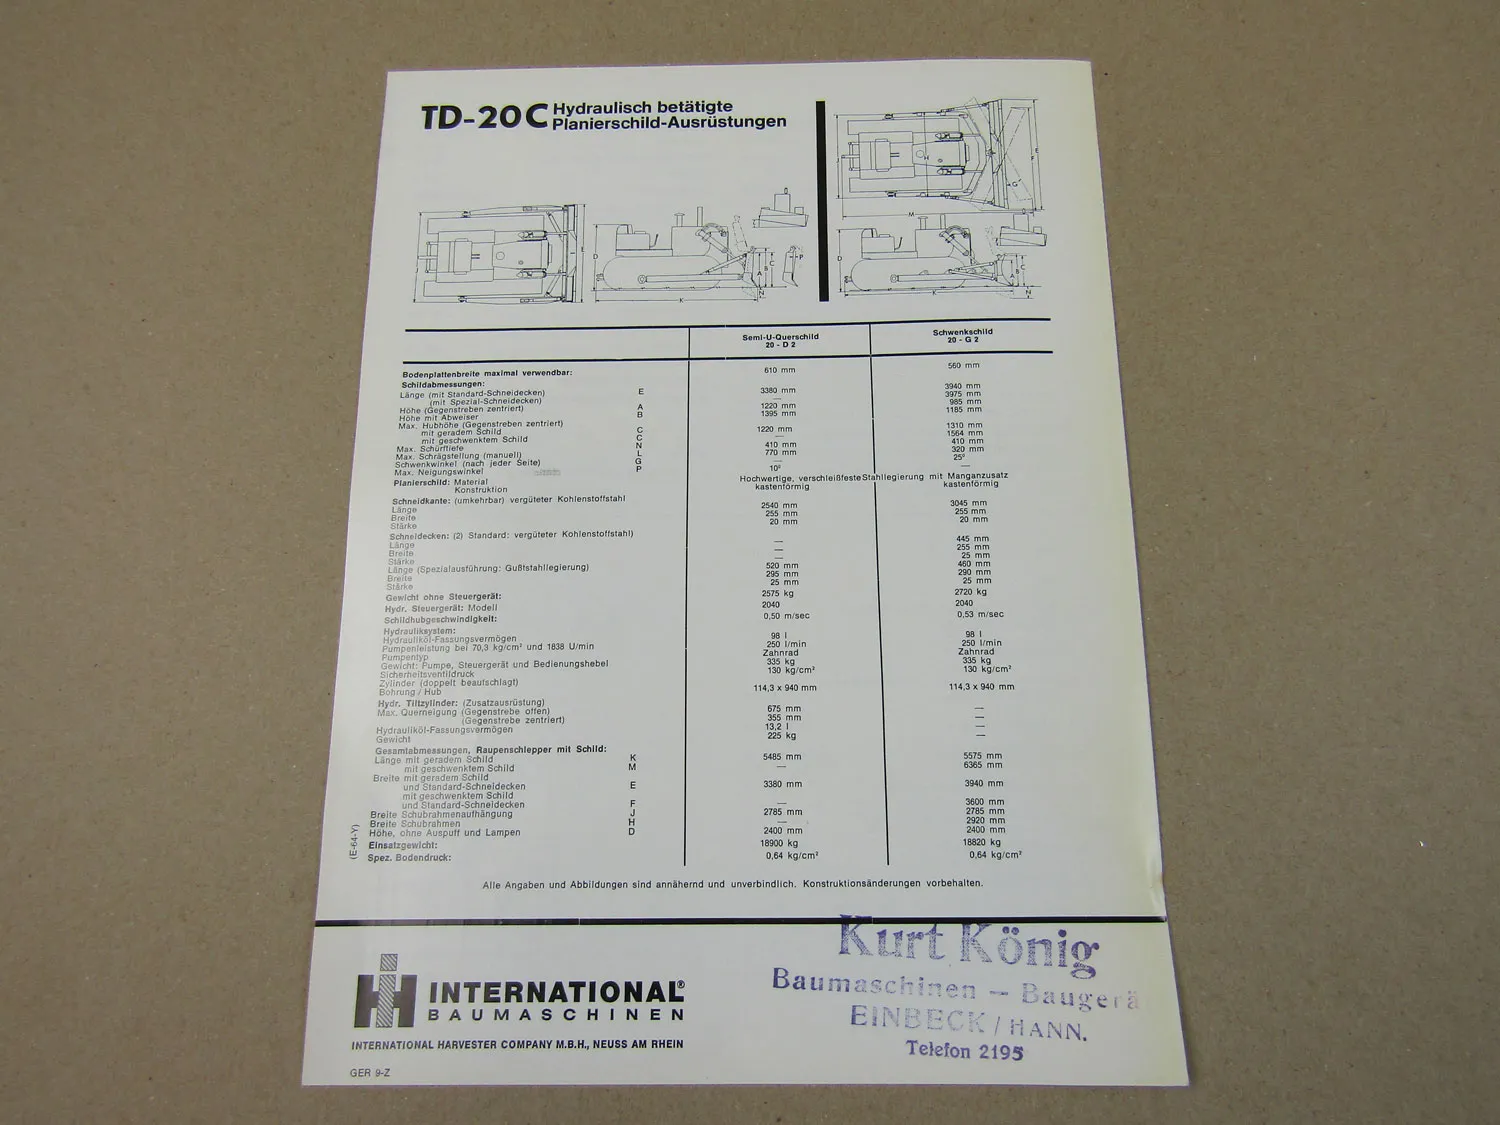 TD-20C Hydraulisch betätigte
Planierschild-Ausrüstungen
Semi-U-Querschild Schwenkschild
20 - D 2 20 - G 2
Bodenplattenbreite maximal verwendbar: 610 mm 560 mm
Schildabmessungen:
Länge (mit Standard-Schneidecken) E 3380 mm 3940 mm
(mit Spezial-Schneidecken) — 3975 mm
Höhe (Gegenstreben zentriert) A 1220 mm 985 mm
Höhe mit Abweiser B 1395 mm 1185 mm
Max. Hubhöhe (Gegenstreben zentriert)
mit geradem Schild C 1220 mm 1310 mm
mit geschwenktem Schild C — 1564 mm
Max. Schürftiefe N 410 mm 410 mm
Max. Schrägstellung (manuell) L 770 mm 320 mm
Schwenkwinkel (nach jeder Seite) G — 25°
Max. Neigungswinkel P 10° —
Planierschild: Material Hochwertige, verschleißfeste Stahllegierung mit Manganzusatz
Konstruktion kastenförmig kastenförmig
Schneidkante: (umkehrbar) vergüteter Kohlenstoffstahl
Länge 2540 mm 3045 mm
Breite 255 mm 255 mm
Stärke 20 mm 20 mm
Schneidecken: (2) Standard: vergüteter Kohlenstoffstahl)
Länge — 445 mm
Breite — 255 mm
Stärke — 25 mm
Länge (Spezialausführung: Gußstahllegierung) 520 mm 460 mm
Breite 295 mm 290 mm
Stärke 25 mm 25 mm
Gewicht ohne Steuergerät: 2575 kg 2720 kg
Hydr. Steuergerät: Modell 2040 2040
Schildhubgeschwindigkeit: 0,50 m/sec 0,53 m/sec
Hydrauliksystem:
Hydrauliköl-Fassungsvermögen 98 l 98 l
Pumpenleistung bei 70,3 kg/cm² und 1838 U/min 250 l/min 250 l/min
Pumpentyp Zahnrad Zahnrad
Gewicht: Pumpe, Steuergerät und Bedienungshebel 335 kg 335 kg
Sicherheitsventildruck 130 kg/cm² 130 kg/cm²
Zylinder (doppelt beaufschlagt)
Bohrung / Hub 114,3 x 940 mm 114,3 x 940 mm
Hydr. Tiltzylinder: (Zusatzausrüstung)
Max. Querneigung (Gegenstrebe offen) 675 mm —
(Gegenstrebe zentriert) 355 mm —
Hydrauliköl-Fassungsvermögen 13,2 l —
Gewicht 225 kg —
Gesamtabmessungen, Raupenschlepper mit Schild:
Länge mit geradem Schild K 5485 mm 5575 mm
mit geschwenktem Schild M — 6365 mm
Breite mit geradem Schild
und Standard-Schneidecken E 3380 mm 3940 mm
mit geschwenktem Schild
und Standard-Schneidecken F — 3600 mm
Breite Schubrahmenaufhängung J 2785 mm 2785 mm
Breite Schubrahmen H — 2920 mm
Höhe, ohne Auspuff und Lampen D 2400 mm 2400 mm
Einsatzgewicht: 18900 kg 18820 kg
Spez. Bodendruck: 0,64 kg/cm² 0,64 kg/cm²
(E-64-Y)
Alle Angaben und Abbildungen sind annähernd und unverbindlich. Konstruktionsänderungen vorbehalten.
INTERNATIONAL®
BAUMASCHINEN
INTERNATIONAL HARVESTER COMPANY M.B.H., NEUSS AM RHEIN
GER 9-Z
Kurt König
Baumaschinen – Baugerä
EINBECK / HANN.
Telefon 2195